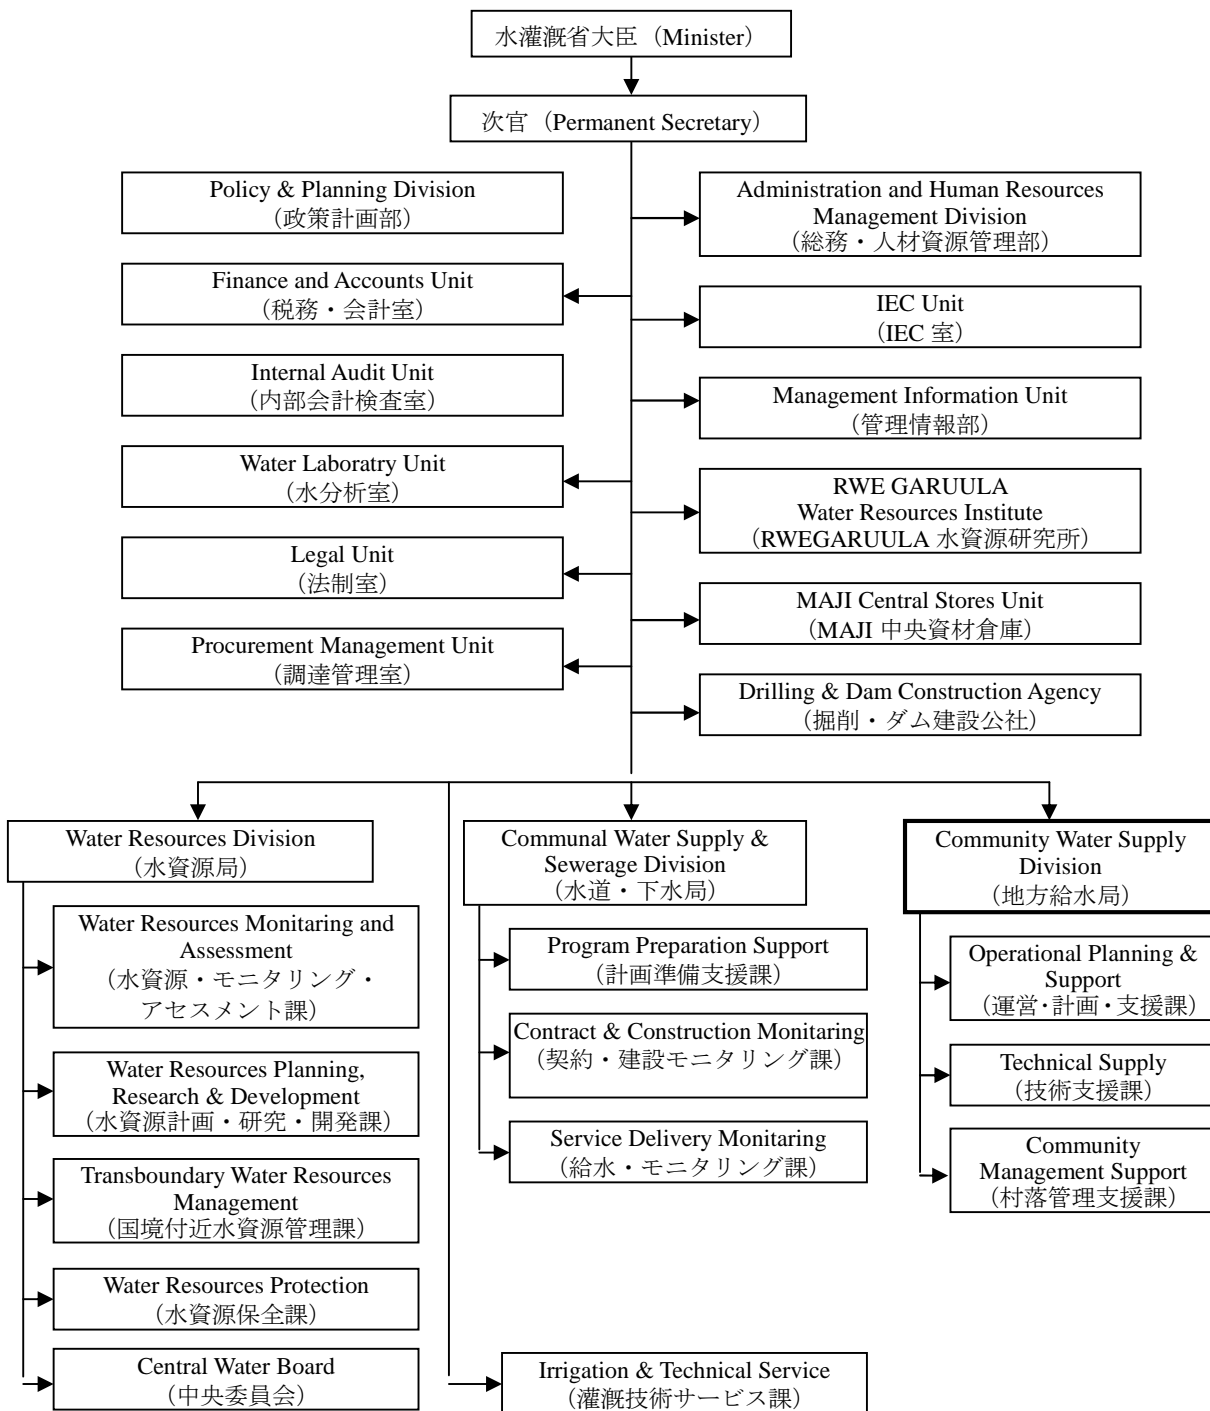 水灌漑省大臣（Minister）
次官（Permanent Secretary）
Policy & Planning Division
（政策計画部）
Administration and Human Resources
Management Division
（総務・人材資源管理部）
Finance and Accounts Unit
（税務・会計室）
IEC Unit
（IEC 室）
Internal Audit Unit
（内部会計検査室）
Management Information Unit
（管理情報部）
Water Laboratry Unit
（水分析室）
RWE GARUULA
Water Resources Institute
（RWEGARUULA 水資源研究所）
Legal Unit
（法制室）
MAJI Central Stores Unit
（MAJI 中央資材倉庫）
Procurement Management Unit
（調達管理室）
Drilling & Dam Construction Agency
（掘削・ダム建設公社）
Water Resources Division
（水資源局）
Water Resources Monitaring and
Assessment
（水資源・モニタリング・
アセスメント課）
Water Resources Planning,
Research & Development
（水資源計画・研究・開発課）
Transboundary Water Resources
Management
（国境付近水資源管理課）
Water Resources Protection
（水資源保全課）
Central Water Board
（中央委員会）
Communal Water Supply &
Sewerage Division
（水道・下水局）
Program Preparation Support
（計画準備支援課）
Contract & Construction Monitaring
（契約・建設モニタリング課）
Service Delivery Monitaring
（給水・モニタリング課）
Irrigation & Technical Service
（灌漑技術サービス課）
Community Water Supply
Division
（地方給水局）
Operational Planning &
Support
（運営・計画・支援課）
Technical Supply
（技術支援課）
Community
Management Support
（村落管理支援課）